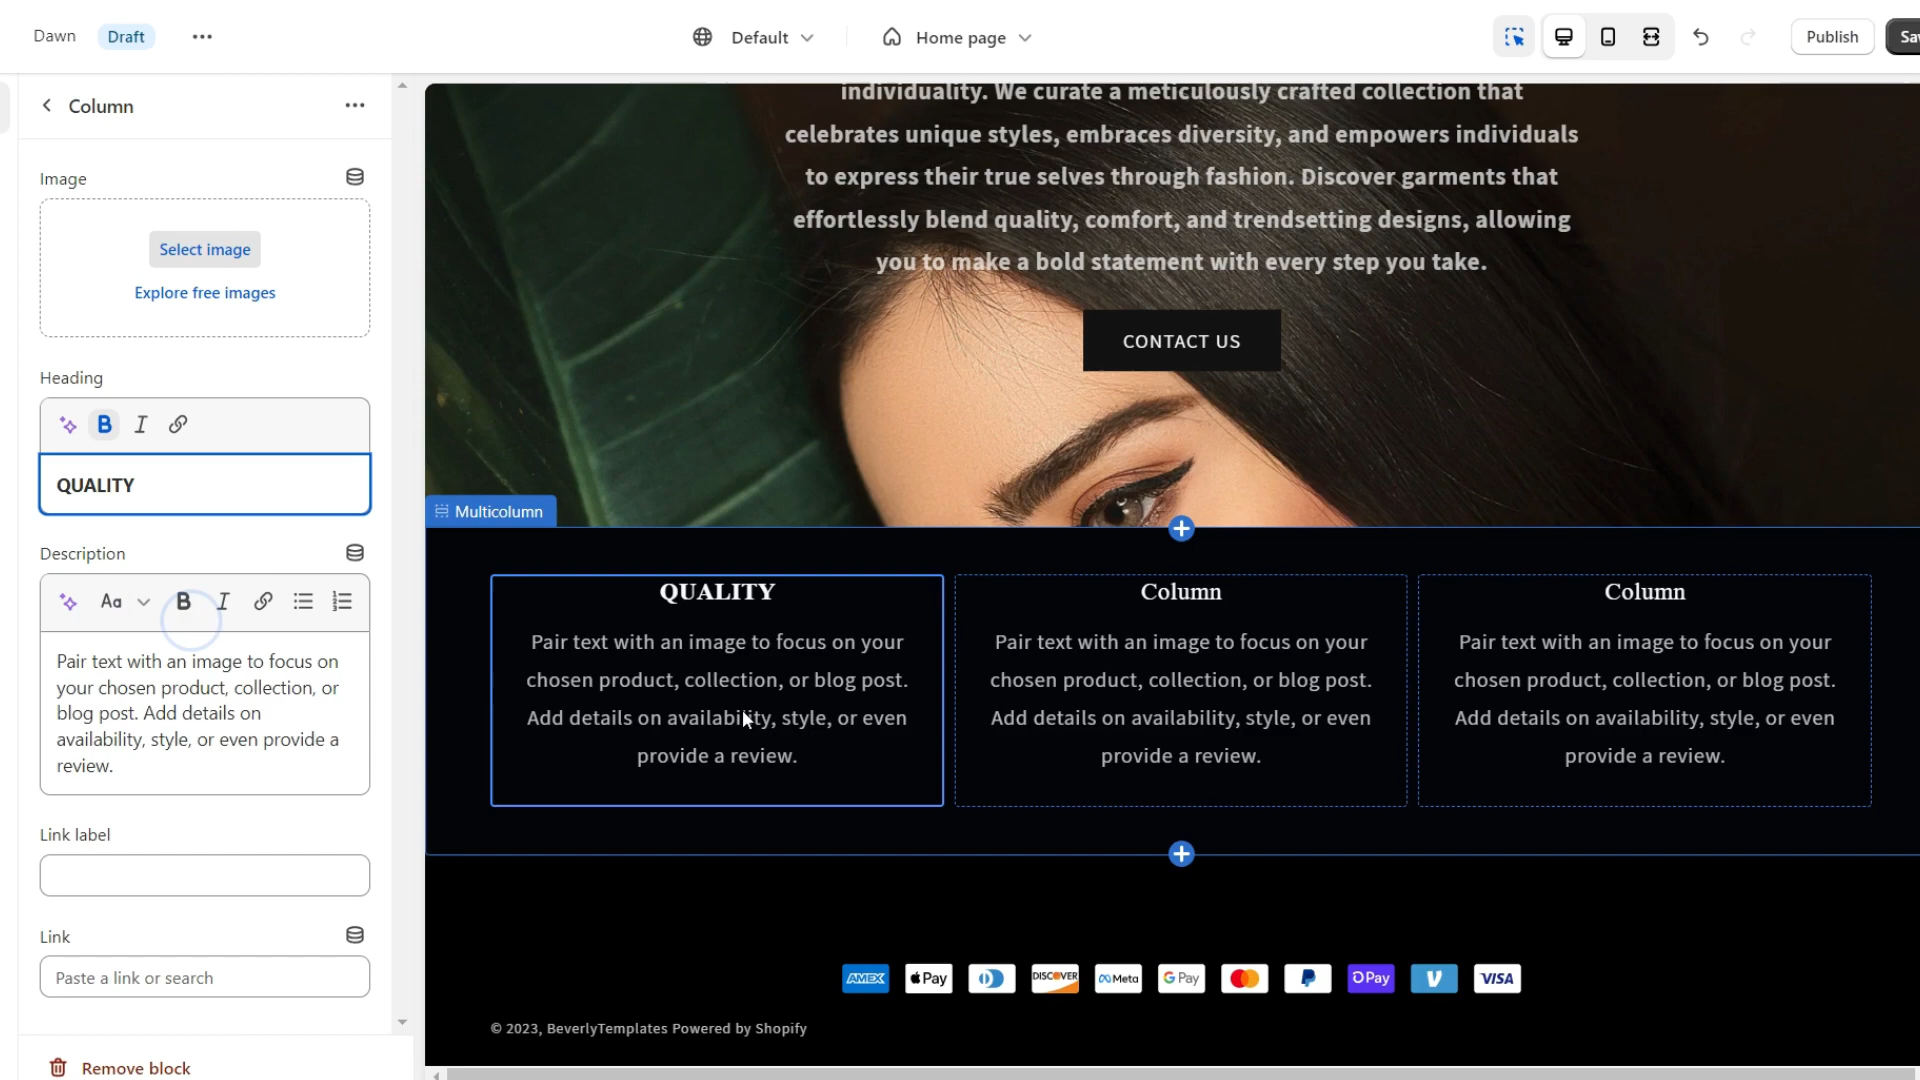 Dawn
Draft
Default
Home page
Publish
Sav
Column
Image
Select image
Explore free images
Heading
B I
QUALITY
Description
Aa B I
Pair text with an image to focus on
your chosen product, collection, or
blog post. Add details on
availability, style, or even provide a
review.
Link label
Link
Paste a link or search
Remove block
individuality. We curate a meticulously crafted collection that
celebrates unique styles, embraces diversity, and empowers individuals
to express their true selves through fashion. Discover garments that
effortlessly blend quality, comfort, and trendsetting designs, allowing
you to make a bold statement with every step you take.
CONTACT US
Multicolumn
QUALITY
Pair text with an image to focus on your
chosen product, collection, or blog post.
Add details on availability, style, or even
provide a review.
Column
Pair text with an image to focus on your
chosen product, collection, or blog post.
Add details on availability, style, or even
provide a review.
Column
Pair text with an image to focus on your
chosen product, collection, or blog post.
Add details on availability, style, or even
provide a review.
AMEX Pay DISCOVER Meta G Pay Pay V VISA
© 2023, BeverlyTemplates Powered by Shopify